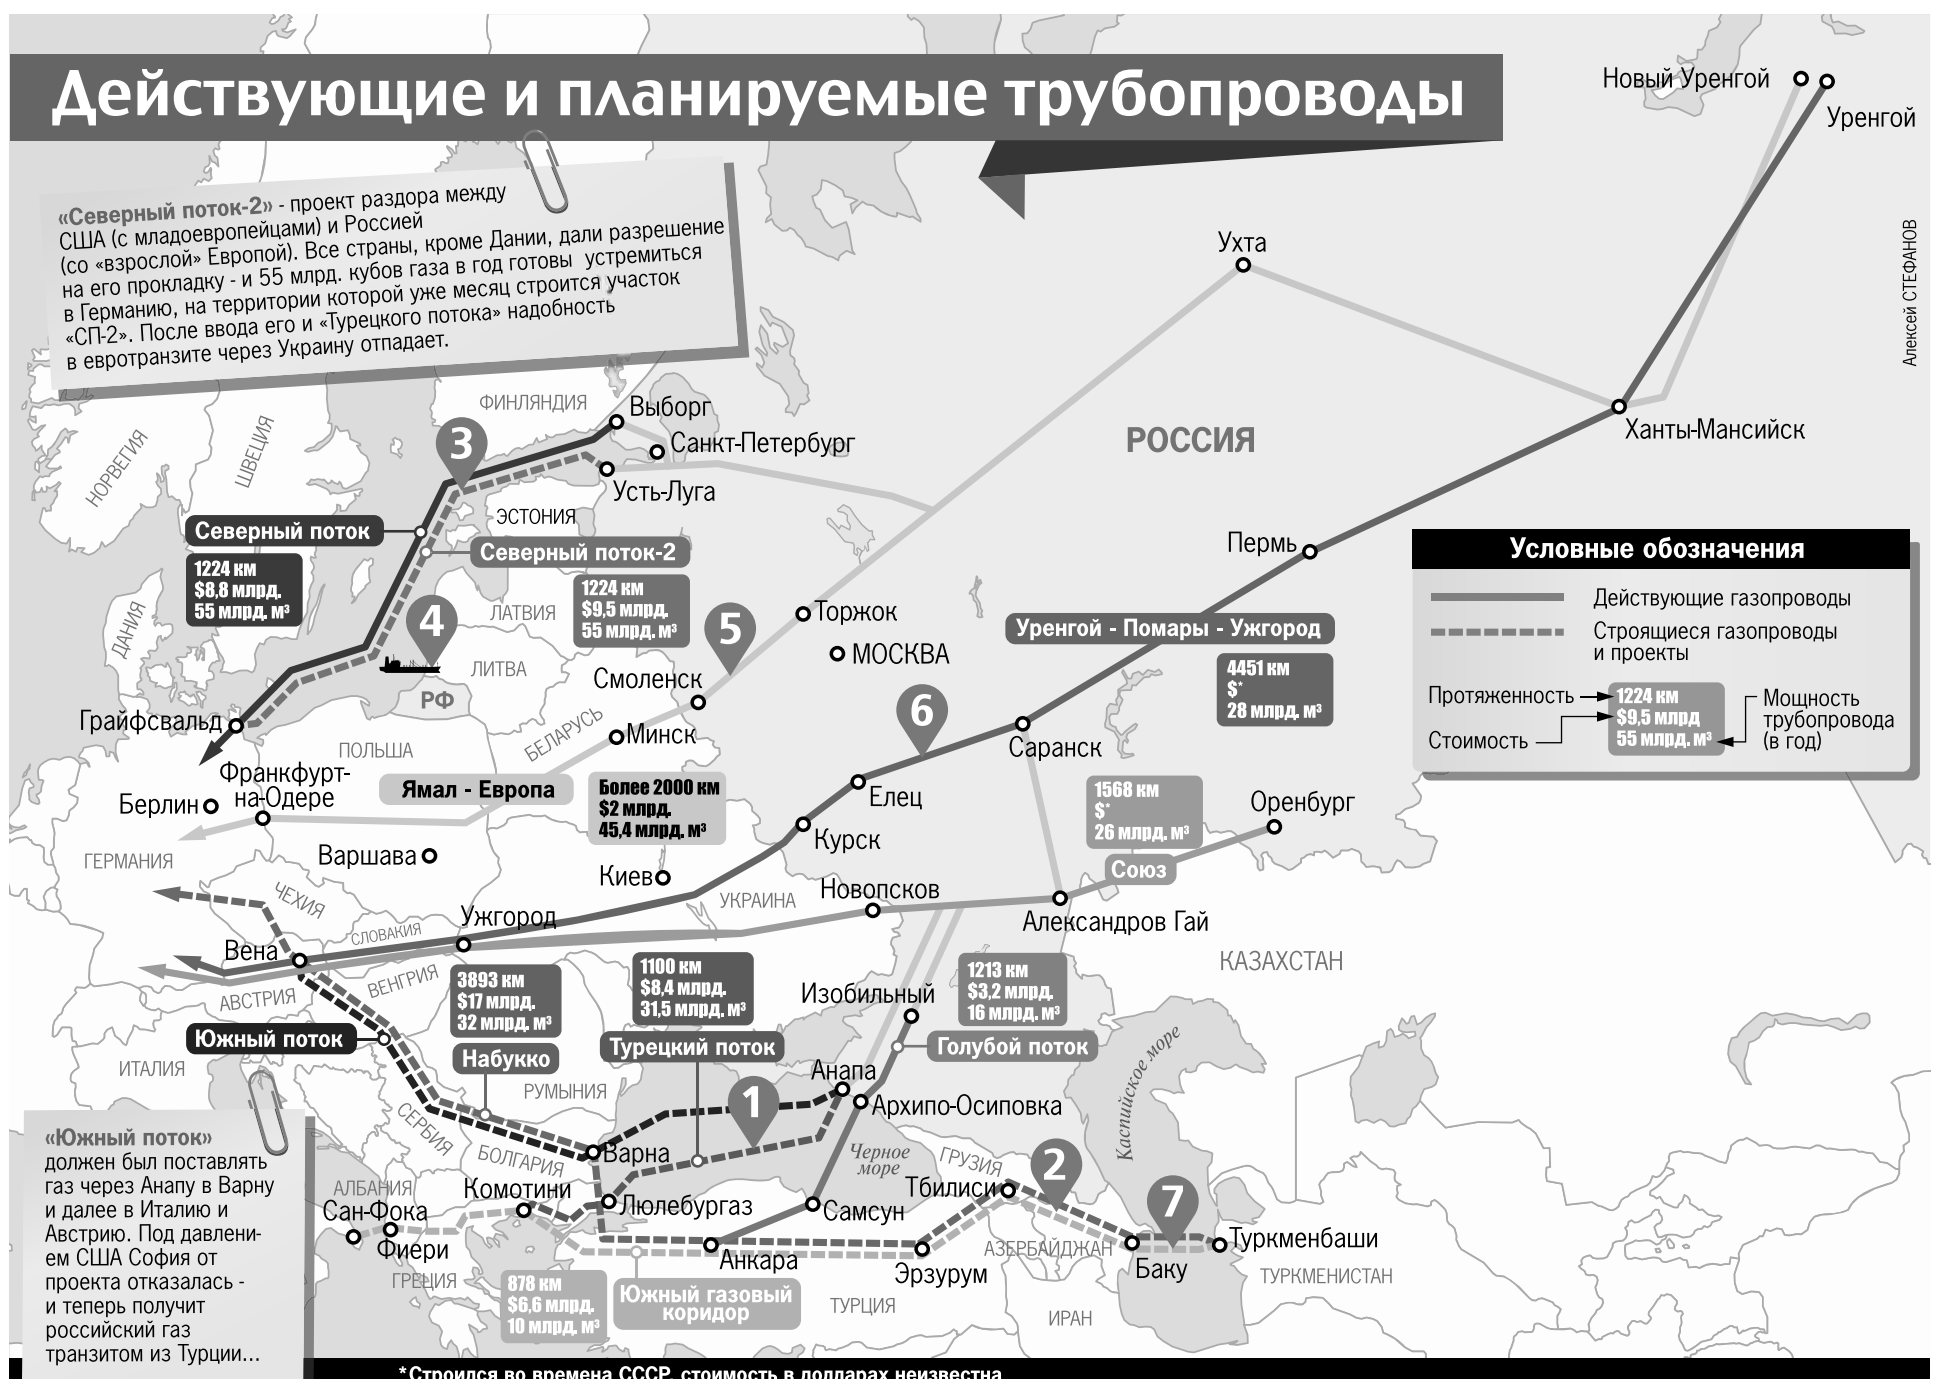 Действующие и планируемые трубопроводы
«Северный поток-2» - проект раздора между
США (с младоевропейцами) и Россией
(со «взрослой» Европой). Все страны, кроме Дании, дали разрешение
на его прокладку - и 55 млрд. кубов газа в год готовы устремиться
в Германию, на территории которой уже месяц строится участок
«СП-2». После ввода его и «Турецкого потока» надобность
в евротранзите через Украину отпадает.
Новый Уренгой
Уренгой
Алексей СТЕФАНОВ
Ухта
Ханты-Мансийск
РОССИЯ
ФИНЛЯНДИЯ
Выборг
Санкт-Петербург
Усть-Луга
НОРВЕГИЯ
ШВЕЦИЯ
3
ЭСТОНИЯ
Северный поток
1224 км
$8,8 млрд.
55 млрд. м³
Северный поток-2
1224 км
$9,5 млрд.
55 млрд. м³
ДАНИЯ
ЛАТВИЯ
4
5
ЛИТВА
РФ
Торжок
МОСКВА
Смоленск
Минск
БЕЛАРУСЬ
Пермь
Уренгой - Помары - Ужгород
4451 км
$*
28 млрд. м³
6
Саранск
Условные обозначения
Действующие газопроводы
Строящиеся газопроводы
и проекты
Протяженность
Стоимость
1224 км
$9,5 млрд
55 млрд. м³
Мощность
трубопровода
(в год)
Грайфсвальд
ПОЛЬША
Франкфурт-
на-Одере
Берлин
Ямал - Европа
Более 2000 км
$2 млрд.
45,4 млрд. м³
Елец
Курск
1568 км
$*
26 млрд. м³
Союз
Оренбург
ГЕРМАНИЯ
Варшава
Киев
ЧЕХИЯ
УКРАИНА
Новопсков
Александров Гай
Ужгород
СЛОВАКИЯ
Вена
АВСТРИЯ
ВЕНГРИЯ
КАЗАХСТАН
3893 км
$17 млрд.
32 млрд. м³
Набукко
1100 км
$8,4 млрд.
31,5 млрд. м³
Турецкий поток
Изобильный
1213 км
$3,2 млрд.
16 млрд. м³
Голубой поток
Южный поток
ИТАЛИЯ
РУМЫНИЯ
Анапа
Архипо-Осиповка
1
Каспийское море
СЕРБИЯ
БОЛГАРИЯ
Варна
Черное
море
ГРУЗИЯ
2
Тбилиси
7
«Южный поток»
должен был поставлять
газ через Анапу в Варну
и далее в Италию и
Австрию. Под давлени-
ем США София от
проекта отказалась -
и теперь получит
российский газ
транзитом из Турции...
АЛБАНИЯ
Комотини
Люлебургаз
Самсун
Сан-Фока
Фиери
ГРЕЦИЯ
Анкара
Эрзурум
АЗЕРБАЙДЖАН
Баку
Туркменбаши
ТУРКМЕНИСТАН
878 км
$6,6 млрд.
10 млрд. м³
Южный газовый
коридор
ТУРЦИЯ
ИРАН
*Строился во времена СССР, стоимость в долларах неизвестна